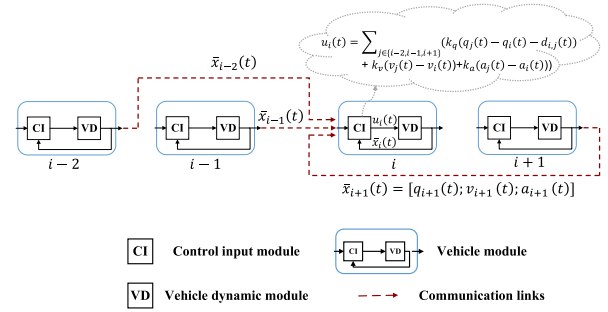 u_i(t) = ∑_{j∈{i−2,i−1,i+1}} (k_q(q_j(t) − q_i(t) − d_{i,j}(t))
+ k_v(v_j(t) − v_i(t))+k_a(a_j(t) − a_i(t)))
x̄_{i−2}(t)
x̄_{i−1}(t)
CI VD CI VD CI u_i(t) VD CI VD
x̄_i(t)
i − 2 i − 1 i i + 1
x̄_{i+1}(t) = [q_{i+1}(t); v_{i+1}(t); a_{i+1}(t)]
CI Control input module CI VD Vehicle module
VD Vehicle dynamic module Communication links